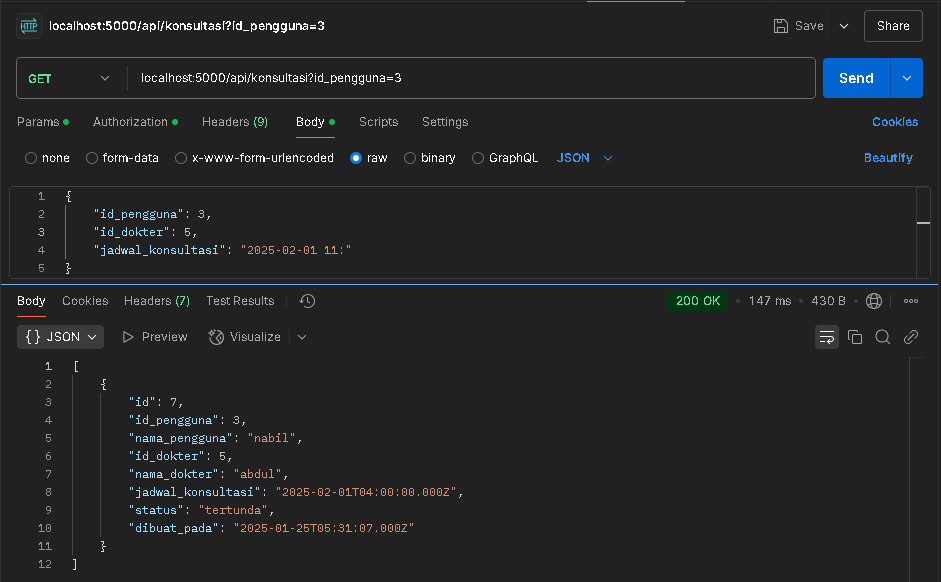 HTTP localhost:5000/api/konsultasi?id_pengguna=3 Save Share
GET localhost:5000/api/konsultasi?id_pengguna=3 Send
Params Authorization Headers (9) Body Scripts Settings Cookies
none form-data x-www-form-urlencoded raw binary GraphQL JSON Beautify
1 {
2 "id_pengguna": 3,
3 "id_dokter": 5,
4 "jadwal_konsultasi": "2025-02-01 11:"
5 }
Body Cookies Headers (7) Test Results 200 OK • 147 ms • 430 B •
{} JSON Preview Visualize
1 [
2 {
3 "id": 7,
4 "id_pengguna": 3,
5 "nama_pengguna": "nabil",
6 "id_dokter": 5,
7 "nama_dokter": "abdul",
8 "jadwal_konsultasi": "2025-02-01T04:00:00.000Z",
9 "status": "tertunda",
10 "dibuat_pada": "2025-01-25T05:31:07.000Z"
11 }
12 ]